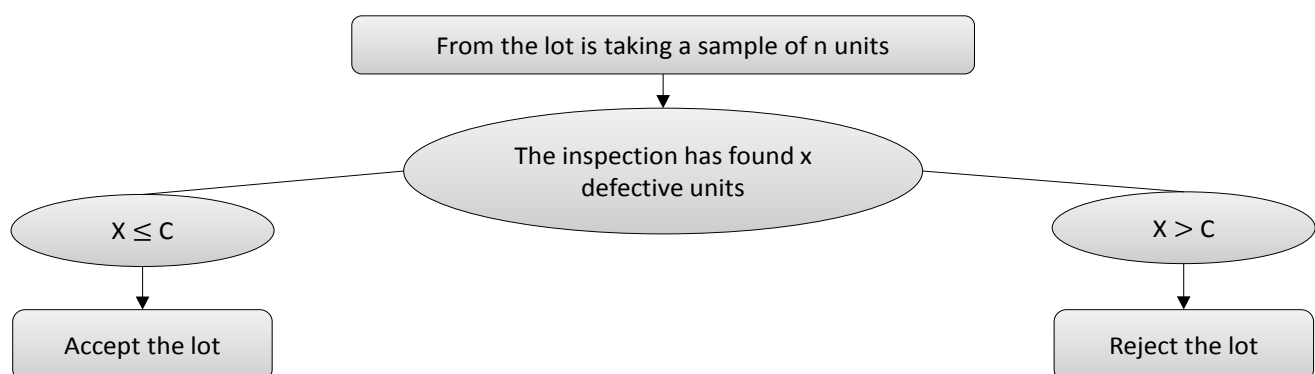 From the lot is taking a sample of n units
The inspection has found x
defective units
X ≤ C
X > C
Accept the lot
Reject the lot